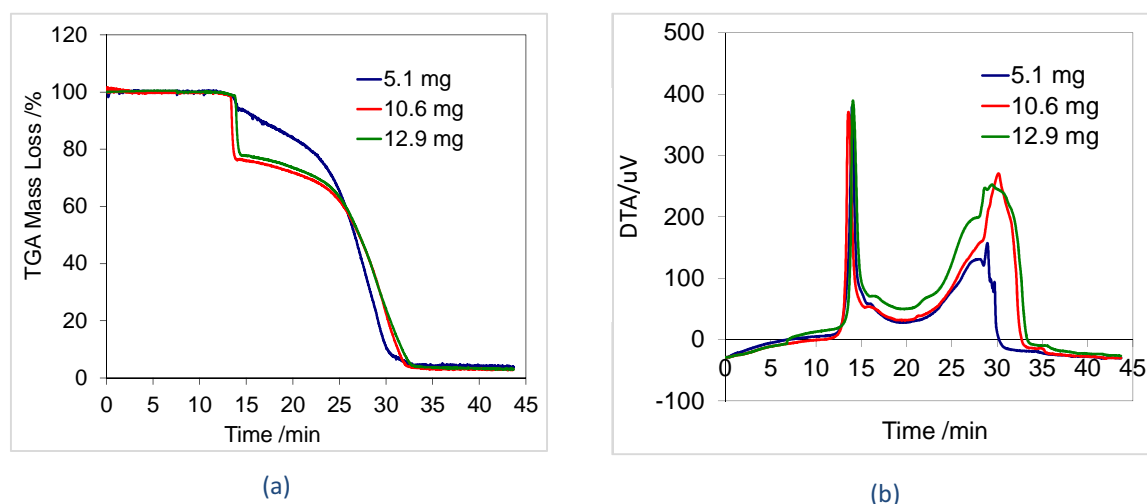 TGA Mass Loss /%
120
100
80
60
40
20
0
0 5 10 15 20 25 30 35 40 45
Time /min
5.1 mg
10.6 mg
12.9 mg
(a)
DTA/uV
500
400
300
200
100
0
-100
0 5 10 15 20 25 30 35 40 45
Time /min
5.1 mg
10.6 mg
12.9 mg
(b)